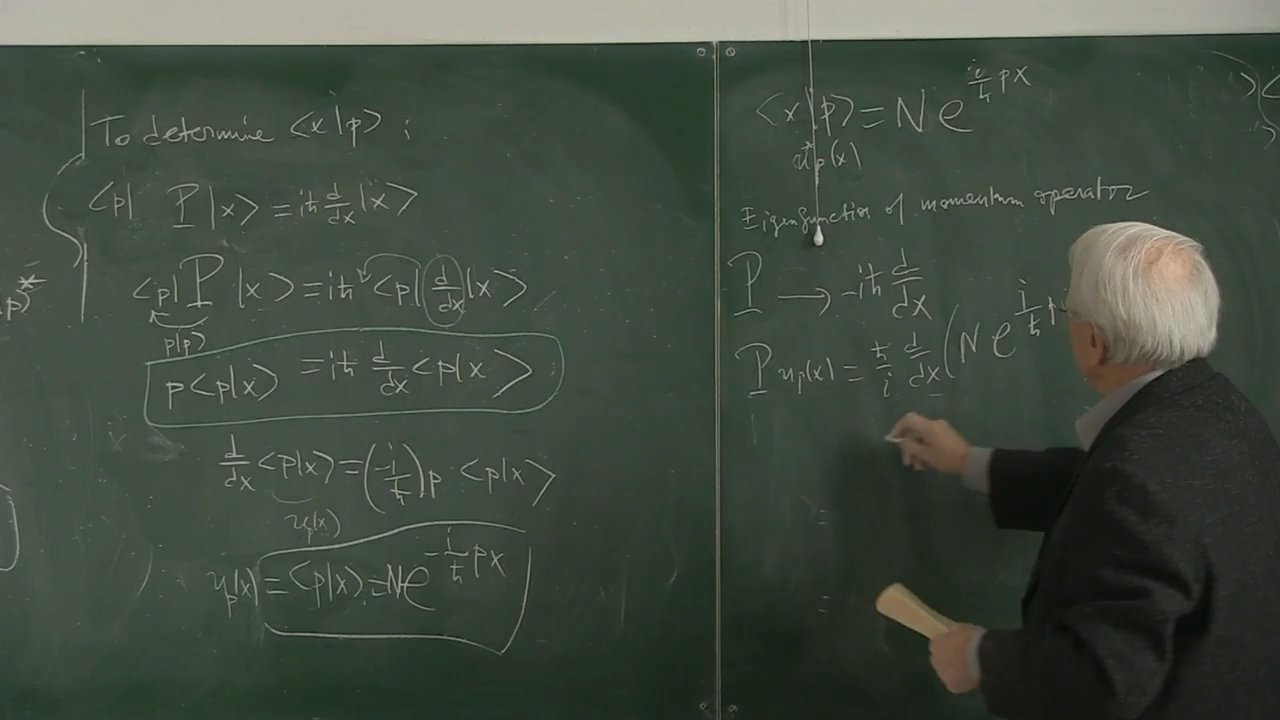 To determine <x|p> :
<p| P|x> = iħ d/dx |x>
<p|P|x> = iħ <p| d/dx |x>
p<p|
p<p|x> = iħ d/dx <p|x>
d/dx <p|x> = (-i/ħ) p <p|x>
u_p(x)
u_p(x) = <p|x> = N e^{-i/ħ px}
p)*
<x|p> = N e^{i/ħ px}
u*_p(x)
Eigenfunction of momentum operator
P → -iħ d/dx
P u_p(x) = ħ/i d/dx (N e^{i/ħ p
=
=